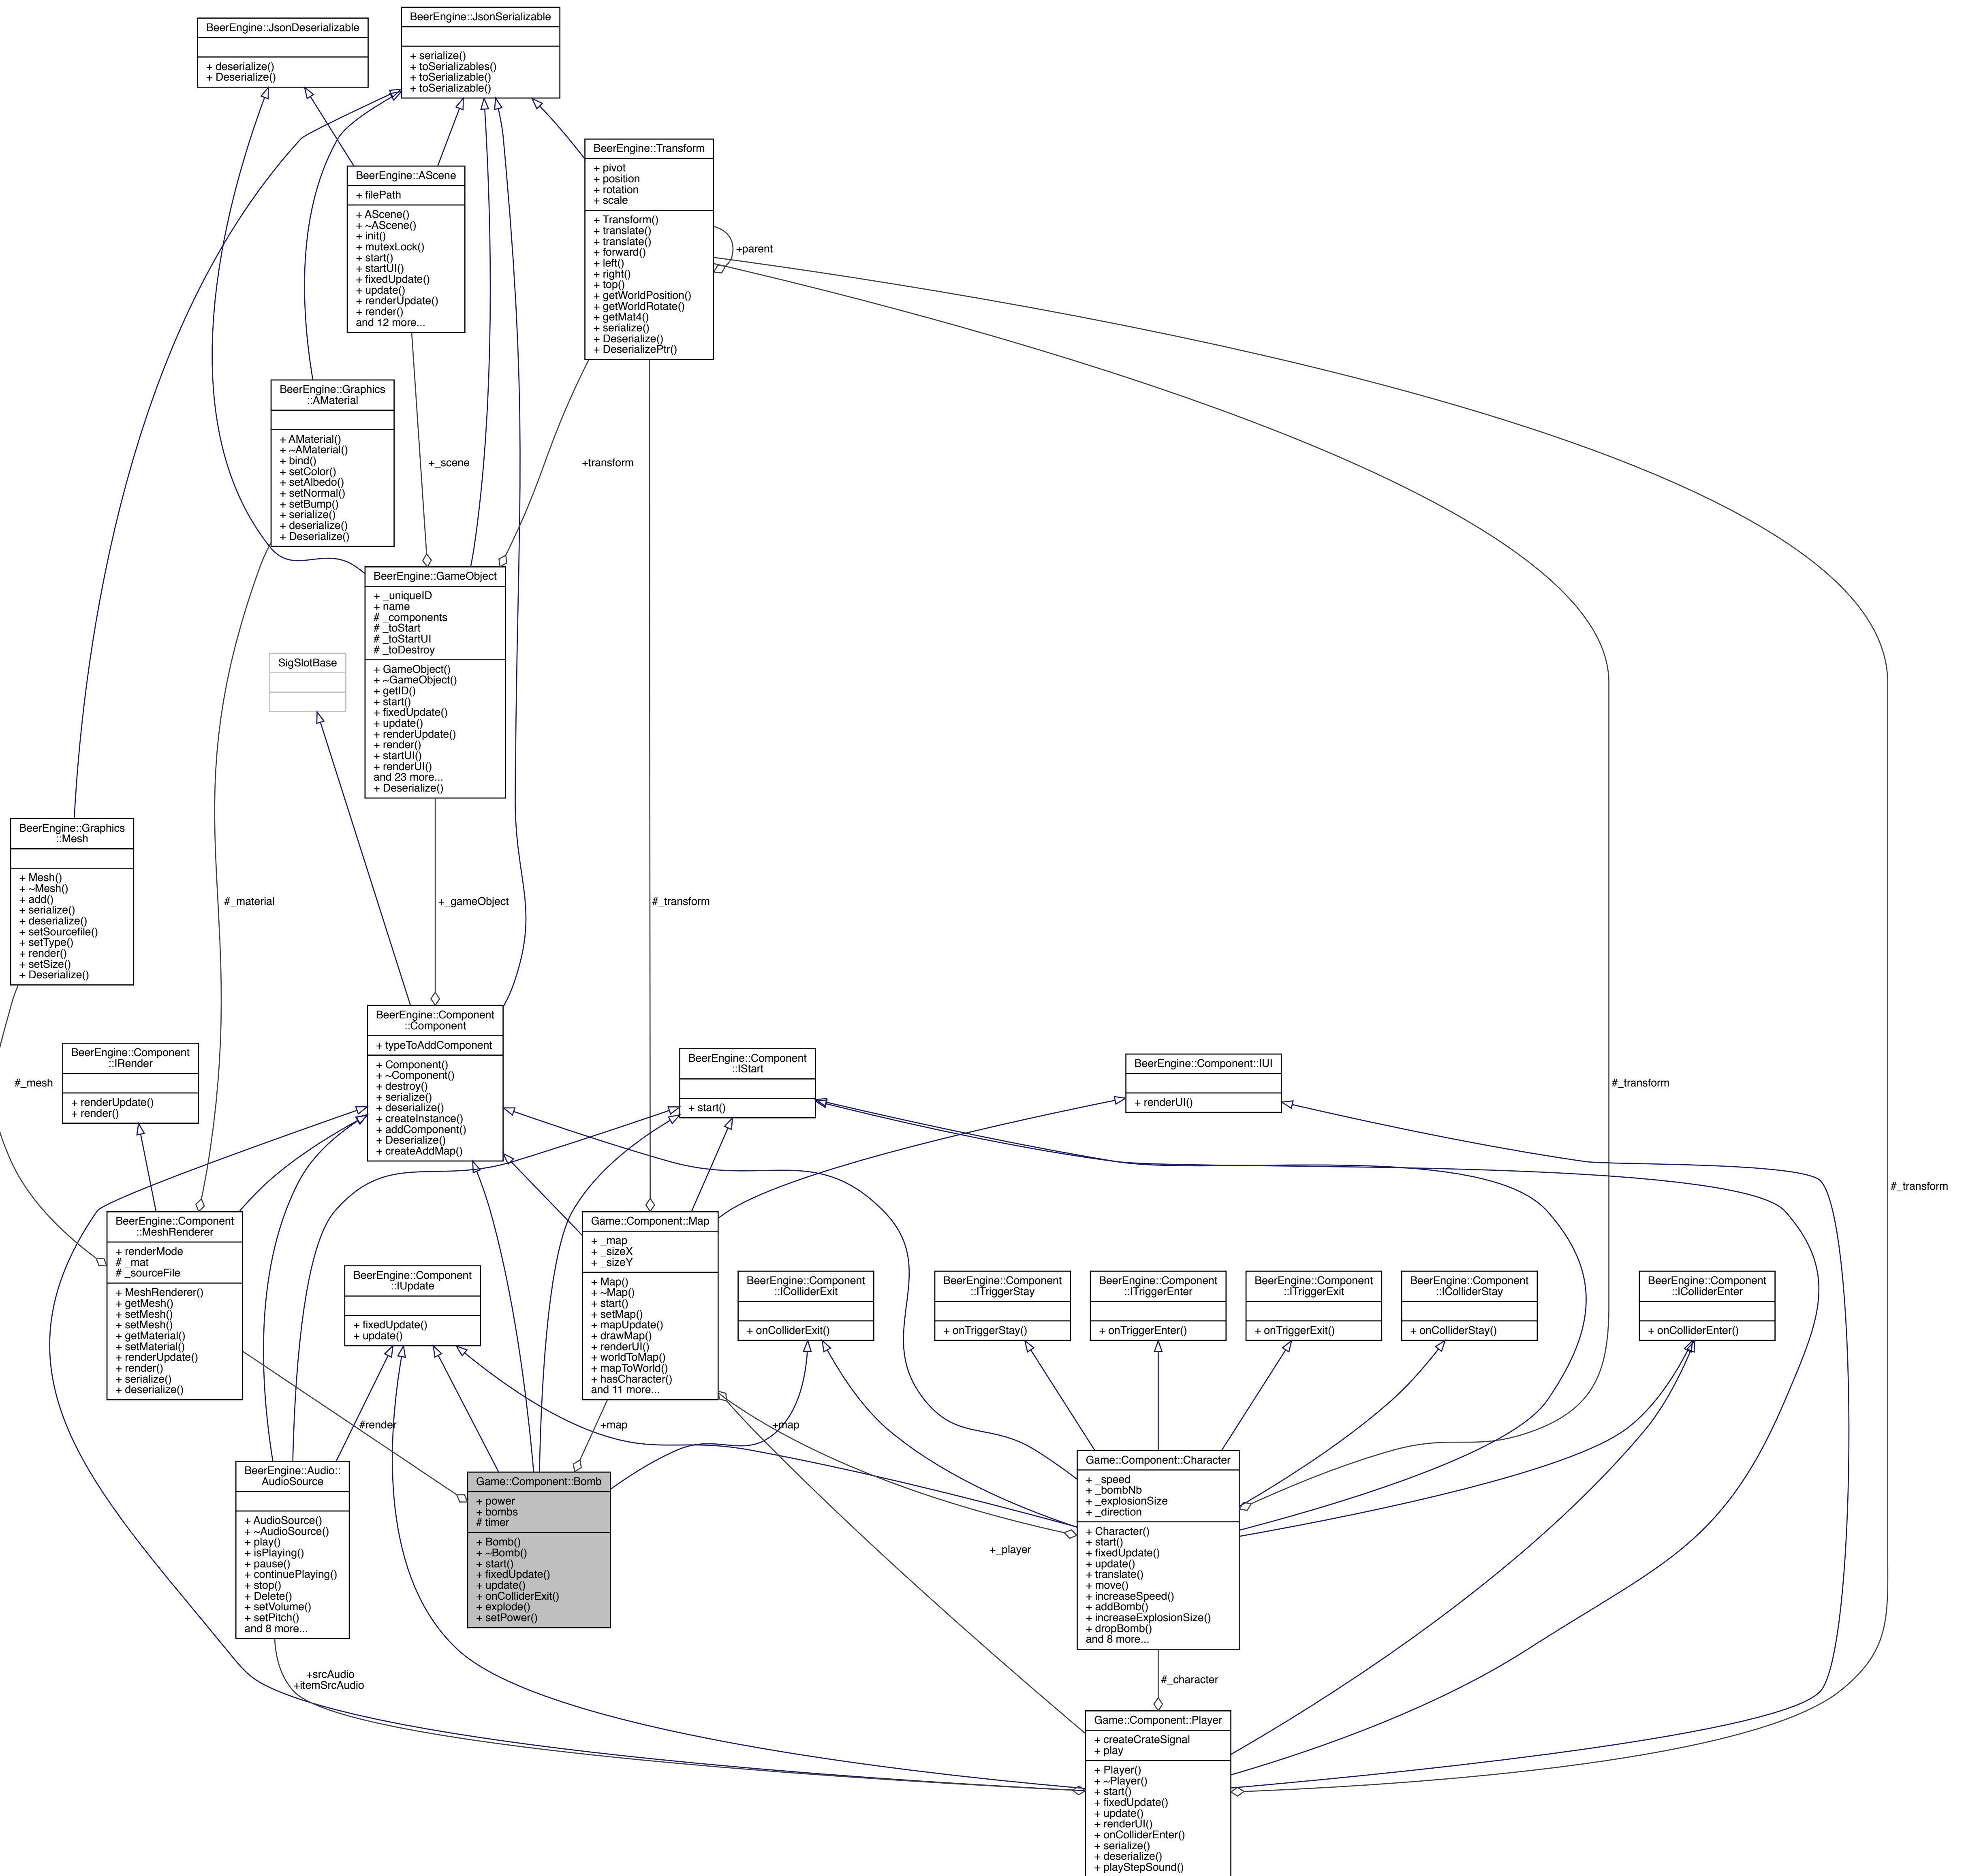 BeerEngine::JsonDeserializable
+ deserialize()
+ Deserialize()
BeerEngine::JsonSerializable
+ serialize()
+ toSerializables()
+ toSerializable()
+ toSerializable()
BeerEngine::Transform
+ pivot
+ position
+ rotation
+ scale
+ Transform()
+ translate()
+ translate()
+ forward()
+ left()
+ right()
+ top()
+ getWorldPosition()
+ getWorldRotate()
+ getMat4()
+ serialize()
+ Deserialize()
+ DeserializePtr()
+parent
BeerEngine::AScene
+ filePath
+ AScene()
+ ~AScene()
+ init()
+ mutexLock()
+ start()
+ startUI()
+ fixedUpdate()
+ update()
+ renderUpdate()
+ render()
and 12 more...
BeerEngine::Graphics
::AMaterial
+ AMaterial()
+ ~AMaterial()
+ bind()
+ setColor()
+ setAlbedo()
+ setNormal()
+ setBump()
+ serialize()
+ deserialize()
+ Deserialize()
+_scene
+transform
BeerEngine::GameObject
+ _uniqueID
+ name
# _components
# _toStart
# _toStartUI
# _toDestroy
+ GameObject()
+ ~GameObject()
+ getID()
+ start()
+ fixedUpdate()
+ update()
+ renderUpdate()
+ render()
+ startUI()
+ renderUI()
and 23 more...
+ Deserialize()
SigSlotBase
BeerEngine::Graphics
::Mesh
+ Mesh()
+ ~Mesh()
+ add()
+ serialize()
+ deserialize()
+ setSourcefile()
+ setType()
+ render()
+ setSize()
+ Deserialize()
#_material
+_gameObject
#_transform
BeerEngine::Component
::Component
+ typeToAddComponent
+ Component()
+ ~Component()
+ destroy()
+ serialize()
+ deserialize()
+ createInstance()
+ addComponent()
+ Deserialize()
+ createAddMap()
#_mesh
BeerEngine::Component
::IRender
+ renderUpdate()
+ render()
BeerEngine::Component
::IStart
+ start()
BeerEngine::Component::IUI
+ renderUI()
#_transform
#_transform
BeerEngine::Component
::MeshRenderer
+ renderMode
# _mat
# _sourceFile
+ MeshRenderer()
+ getMesh()
+ setMesh()
+ setMesh()
+ getMaterial()
+ setMaterial()
+ renderUpdate()
+ render()
+ serialize()
+ deserialize()
BeerEngine::Component
::IUpdate
+ fixedUpdate()
+ update()
Game::Component::Map
+ _map
+ _sizeX
+ _sizeY
+ Map()
+ ~Map()
+ start()
+ setMap()
+ mapUpdate()
+ drawMap()
+ renderUI()
+ worldToMap()
+ mapToWorld()
+ hasCharacter()
and 11 more...
BeerEngine::Component
::IColliderExit
+ onColliderExit()
BeerEngine::Component
::ITriggerStay
+ onTriggerStay()
BeerEngine::Component
::ITriggerEnter
+ onTriggerEnter()
BeerEngine::Component
::ITriggerExit
+ onTriggerExit()
BeerEngine::Component
::IColliderStay
+ onColliderStay()
BeerEngine::Component
::IColliderEnter
+ onColliderEnter()
#render
+map
+map
BeerEngine::Audio::
AudioSource
+ AudioSource()
+ ~AudioSource()
+ play()
+ isPlaying()
+ pause()
+ continuePlaying()
+ stop()
+ Delete()
+ setVolume()
+ setPitch()
and 8 more...
Game::Component::Bomb
+ power
+ bombs
# timer
+ Bomb()
+ ~Bomb()
+ start()
+ fixedUpdate()
+ update()
+ onColliderExit()
+ explode()
+ setPower()
Game::Component::Character
+ _speed
+ _bombNb
+ _explosionSize
+ _direction
+ Character()
+ start()
+ fixedUpdate()
+ update()
+ translate()
+ move()
+ increaseSpeed()
+ addBomb()
+ increaseExplosionSize()
+ dropBomb()
and 8 more...
+_player
+srcAudio
+itemSrcAudio
#_character
Game::Component::Player
+ createCrateSignal
+ play
+ Player()
+ ~Player()
+ start()
+ fixedUpdate()
+ update()
+ renderUI()
+ onColliderEnter()
+ serialize()
+ deserialize()
+ playStepSound()